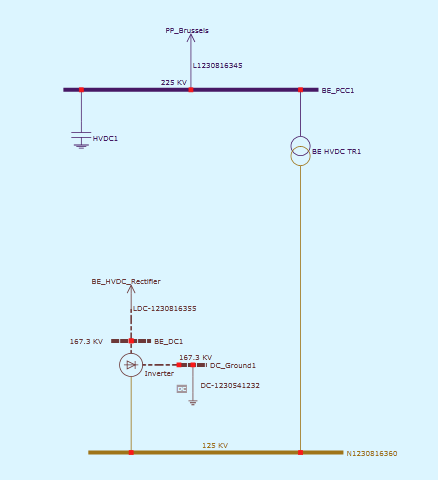 PP_Brussels
L1230816345
225 KV
BE_PCC1
HVDC1
BE HVDC TR1
BE_HVDC_Rectifier
LDC-1230816355
167.3 KV
BE_DC1
167.3 KV
DC_Ground1
Inverter
DC-1230541232
125 KV
N1230816360